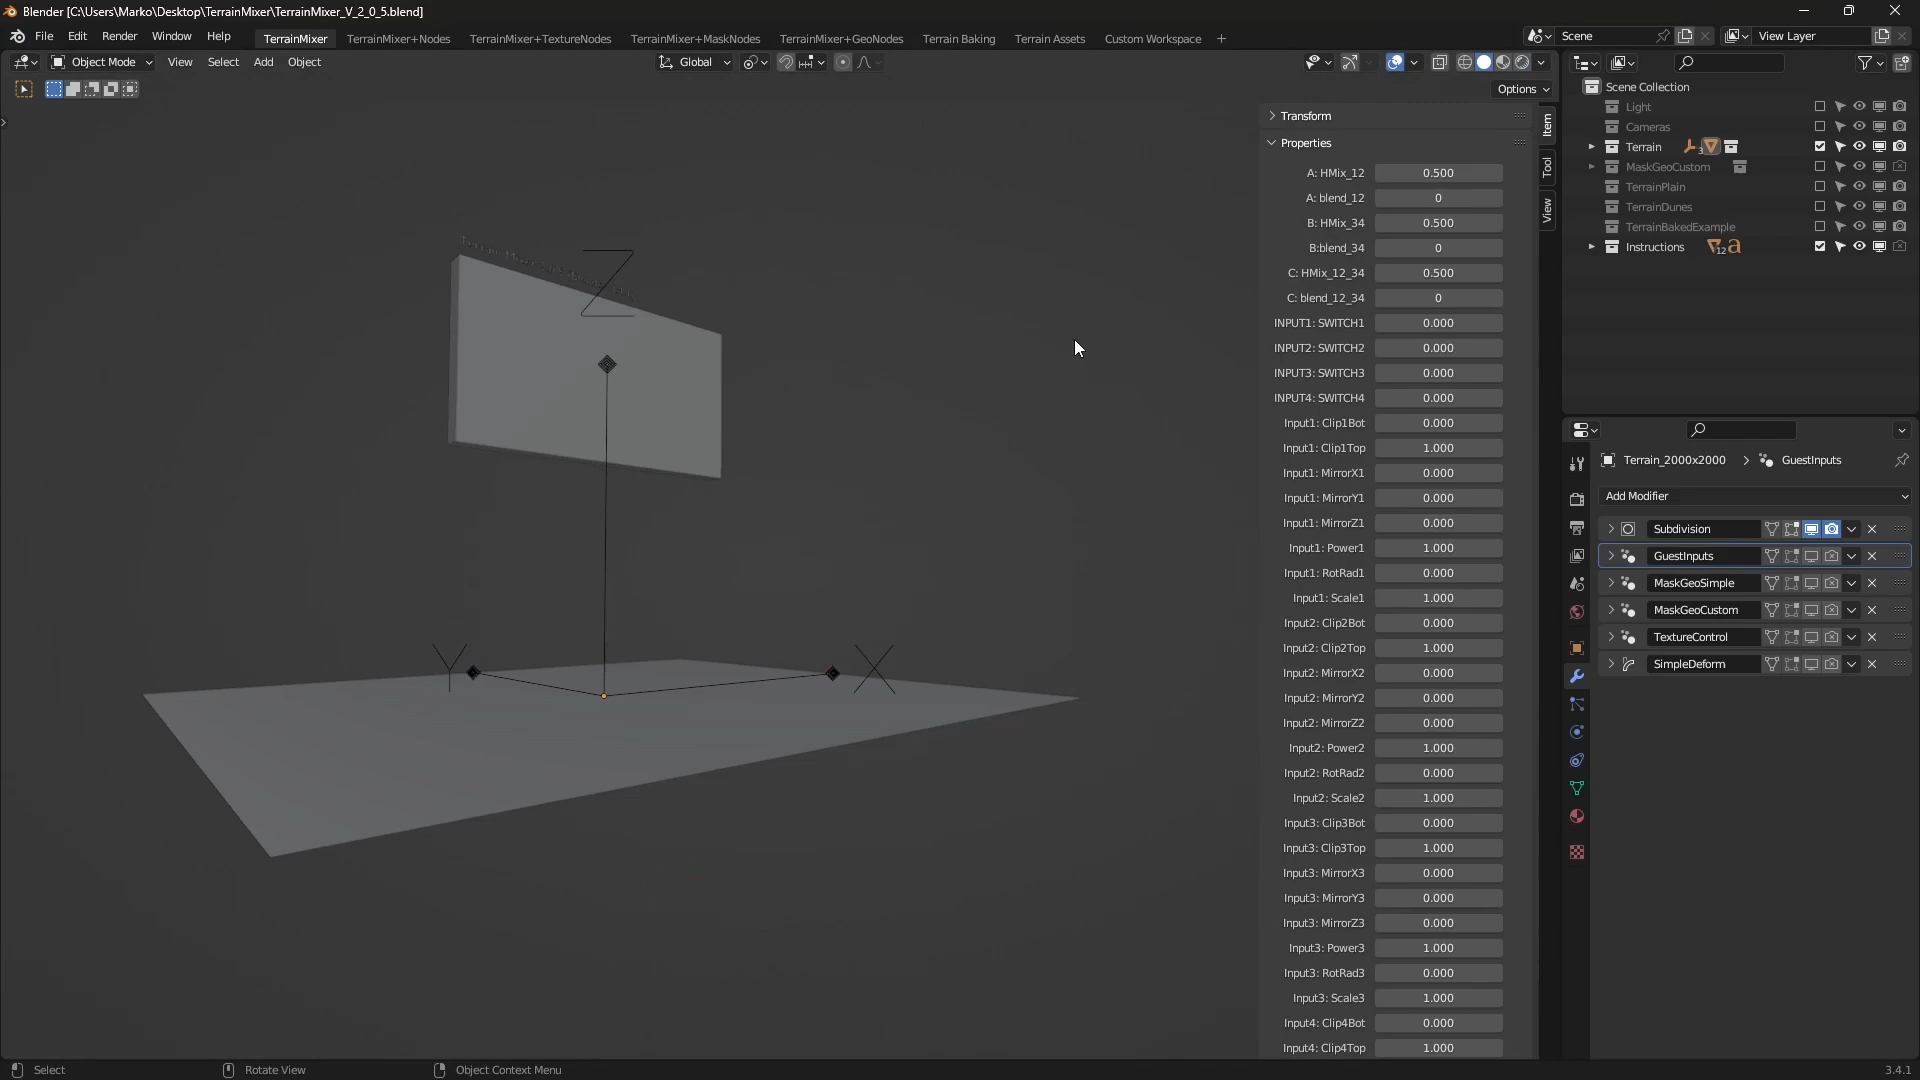 Blender [C:\Users\Marko\Desktop\TerrainMixer\TerrainMixer_V_2_0_5.blend]
File Edit Render Window Help
TerrainMixer TerrainMixer+Nodes TerrainMixer+TextureNodes TerrainMixer+MaskNodes TerrainMixer+GeoNodes Terrain Baking Terrain Assets Custom Workspace +
Scene
View Layer
Object Mode View Select Add Object
Global
Options
Item
Tool
View
Transform
Properties
A: HMix_12 0.500
A: blend_12 0
B: HMix_34 0.500
B:blend_34 0
C: HMix_12_34 0.500
C: blend_12_34 0
INPUT1: SWITCH1 0.000
INPUT2: SWITCH2 0.000
INPUT3: SWITCH3 0.000
INPUT4: SWITCH4 0.000
Input1: Clip1Bot 0.000
Input1: Clip1Top 1.000
Input1: MirrorX1 0.000
Input1: MirrorY1 0.000
Input1: MirrorZ1 0.000
Input1: Power1 1.000
Input1: RotRad1 0.000
Input1: Scale1 1.000
Input2: Clip2Bot 0.000
Input2: Clip2Top 1.000
Input2: MirrorX2 0.000
Input2: MirrorY2 0.000
Input2: MirrorZ2 0.000
Input2: Power2 1.000
Input2: RotRad2 0.000
Input2: Scale2 1.000
Input3: Clip3Bot 0.000
Input3: Clip3Top 1.000
Input3: MirrorX3 0.000
Input3: MirrorY3 0.000
Input3: MirrorZ3 0.000
Input3: Power3 1.000
Input3: RotRad3 0.000
Input3: Scale3 1.000
Input4: Clip4Bot 0.000
Input4: Clip4Top 1.000
Terrain Mixer
Z
Y
X
Scene Collection
Light
Cameras
Terrain 3
MaskGeoCustom
TerrainPlain
TerrainDunes
TerrainBakedExample
Instructions 12 a
Terrain_2000x2000 > GuestInputs
Add Modifier
Subdivision
GuestInputs
MaskGeoSimple
MaskGeoCustom
TextureControl
SimpleDeform
Select
Rotate View
Object Context Menu
3.4.1